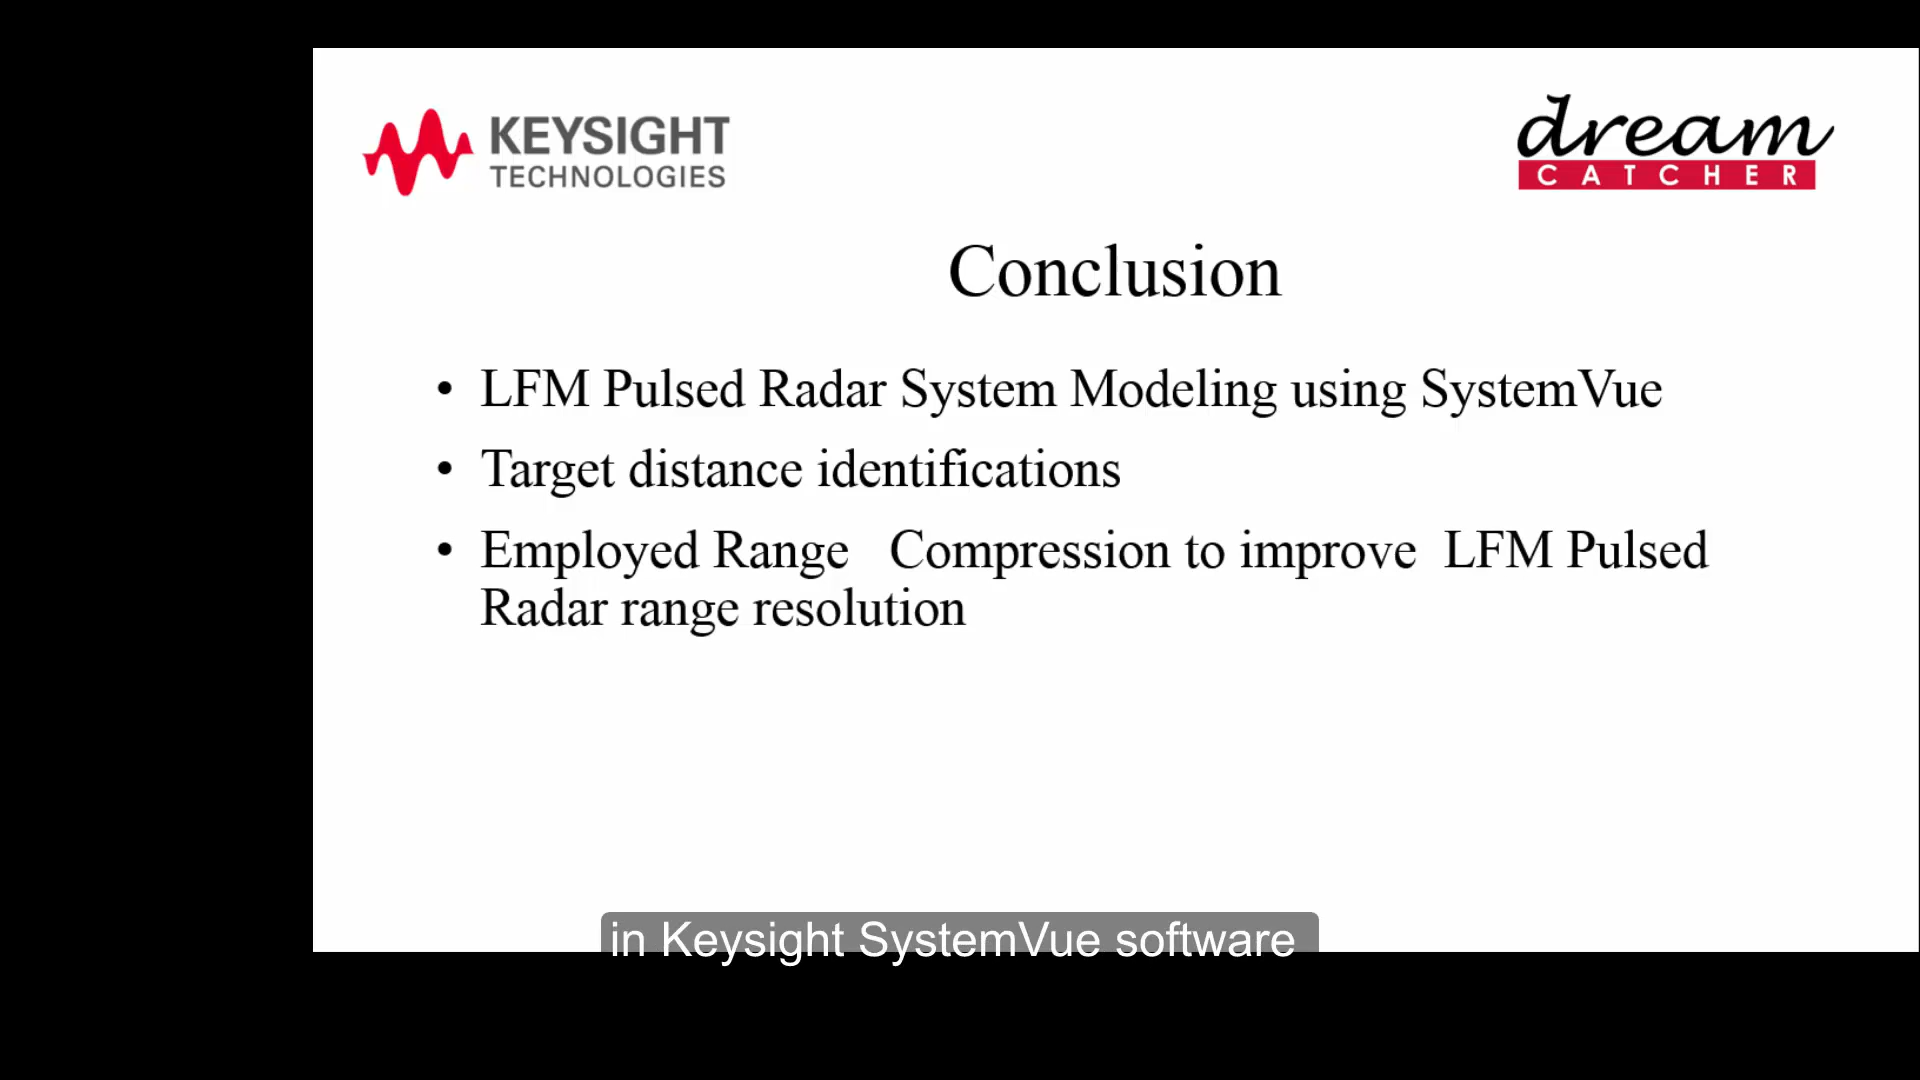 KEYSIGHT
TECHNOLOGIES
dream
CATCHER
Conclusion
• LFM Pulsed Radar System Modeling using SystemVue
• Target distance identifications
• Employed Range Compression to improve LFM Pulsed
Radar range resolution
in Keysight SystemVue software